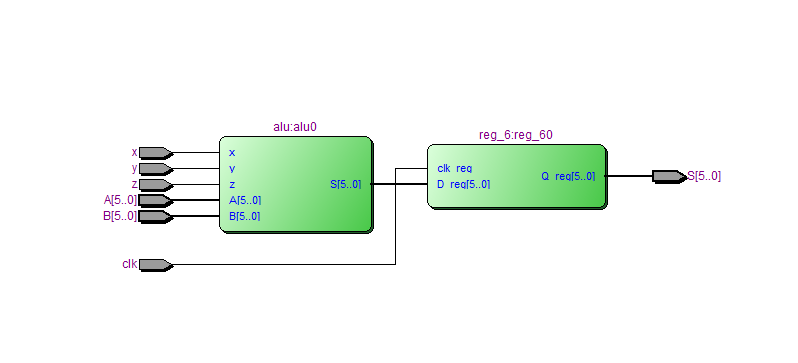 alu:alu0
reg_6:reg_60
x
y
z
A[5..0]
B[5..0]
clk
x
y
z
A[5..0]
B[5..0]
S[5..0]
clk_reg
D_reg[5..0]
Q_reg[5..0]
S[5..0]